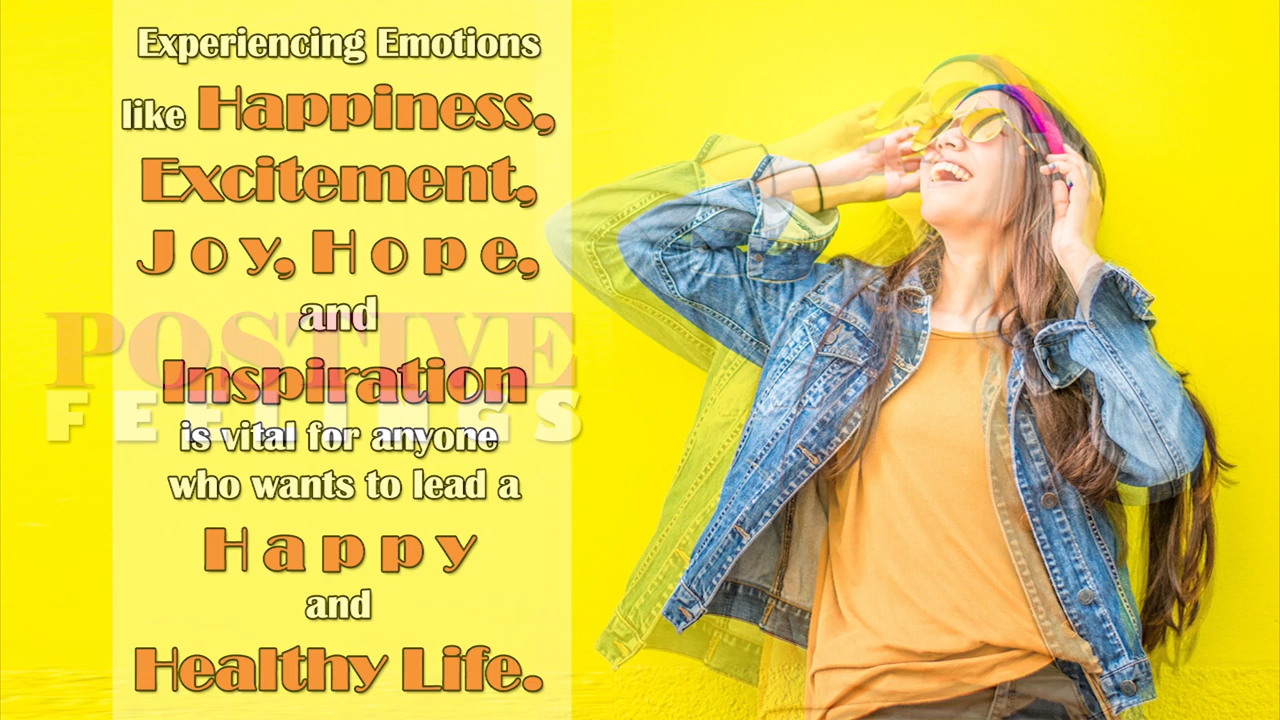 Experiencing Emotions
like Happiness,
Excitement,
Joy, Hope,
and
POSTIVE
Inspiration
FEELINGS
is vital for anyone
who wants to lead a
Happy
and
Healthy Life.